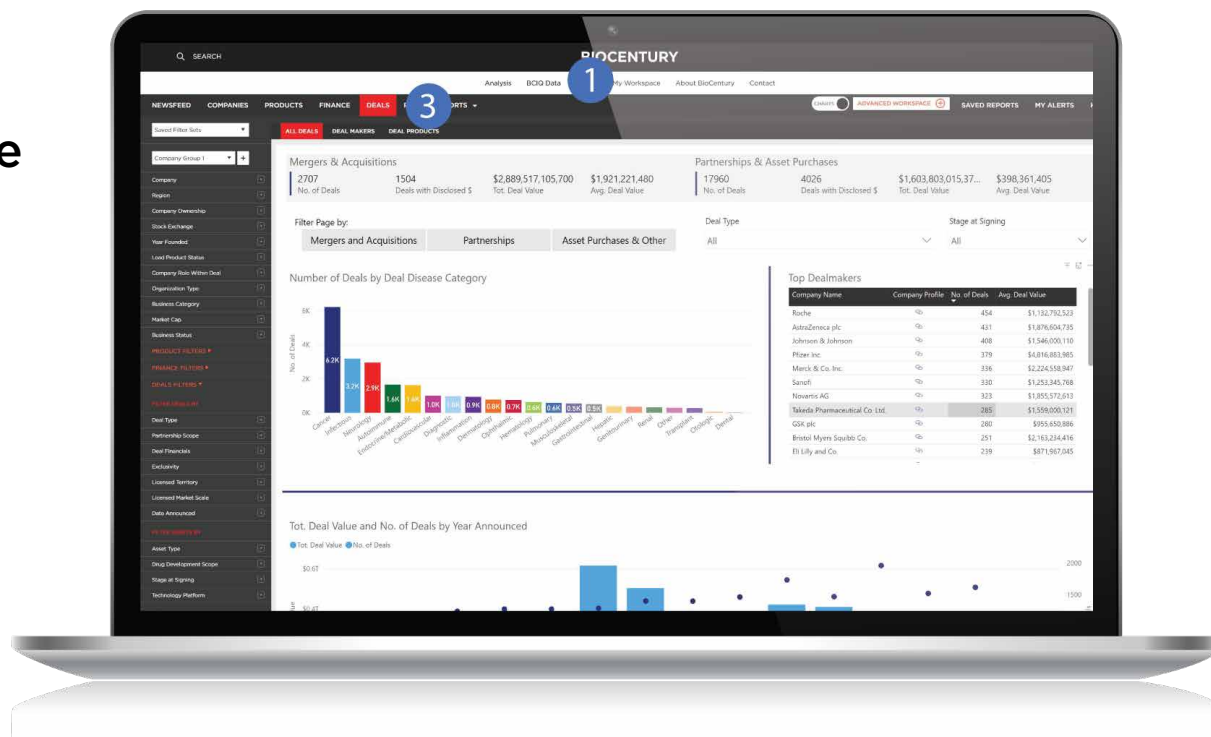 e
SEARCH
BIOCENTURY
Analysis BCIQ Data 1 My Workspace About BioCentury Contact
NEWSFEED COMPANIES PRODUCTS FINANCE DEALS 3 CHARTS ADVANCED WORKSPACE SAVED REPORTS MY ALERTS
Saved Filter Sets ALL DEALS DEAL MAKERS DEAL PRODUCTS
Company Group 1 +
Company
Region
Company Ownership
Stock Exchange
Year Founded
Lead Product Status
Company Role Within Deal
Organization Type
Business Category
Market Cap
Business Status
PRODUCT FILTERS
FINANCE FILTERS
DEALS FILTERS
FILTER DEALS BY
Deal Type
Partnership Scope
Deal Financials
Exclusivity
Licensed Territory
Licensed Market Scale
Date Announced
FILTER ASSETS BY
Asset Type
Drug Development Scope
Stage at Signing
Technology Platform
Mergers & Acquisitions
2707 1504 $2,889,517,105,700 $1,921,221,480
No. of Deals Deals with Disclosed $ Tot. Deal Value Avg. Deal Value
Partnerships & Asset Purchases
17960 4026 $1,603,803,015,37... $398,361,405
No. of Deals Deals with Disclosed $ Tot. Deal Value Avg. Deal Value
Filter Page by:
Mergers and Acquisitions Partnerships Asset Purchases & Other
Deal Type
All
Stage at Signing
All
Number of Deals by Deal Disease Category
No. of Deals
6K
4K
2K
0K
6.2K 3.2K 2.9K 1.6K 1.6K 1.0K 1.0K 0.9K 0.8K 0.7K 0.6K 0.6K 0.5K 0.5K
Cancer Infectious Neurology Autoimmune Endocrine/Metabolic Cardiovascular Diagnostic Inflammation Dermatology Ophthalmic Hematology Pulmonary Musculoskeletal Gastrointestinal Hepatic Genitourinary Renal Other Transplant Otologic Dental
Top Dealmakers
Company Name Company Profile No. of Deals Avg. Deal Value
Roche 454 $1,132,792,523
AstraZeneca plc 431 $1,876,604,735
Johnson & Johnson 408 $1,546,000,110
Pfizer Inc 379 $4,816,883,985
Merck & Co. Inc. 336 $2,224,558,947
Sanofi 330 $1,253,345,768
Novartis AG 323 $1,855,572,613
Takeda Pharmaceutical Co. Ltd. 285 $1,559,000,121
GSK plc 280 $955,650,886
Bristol Myers Squibb Co. 251 $2,163,234,416
Eli Lilly and Co. 239 $871,967,045
Tot. Deal Value and No. of Deals by Year Announced
Tot. Deal Value No. of Deals
$0.6T
$0.4T
2000
1500